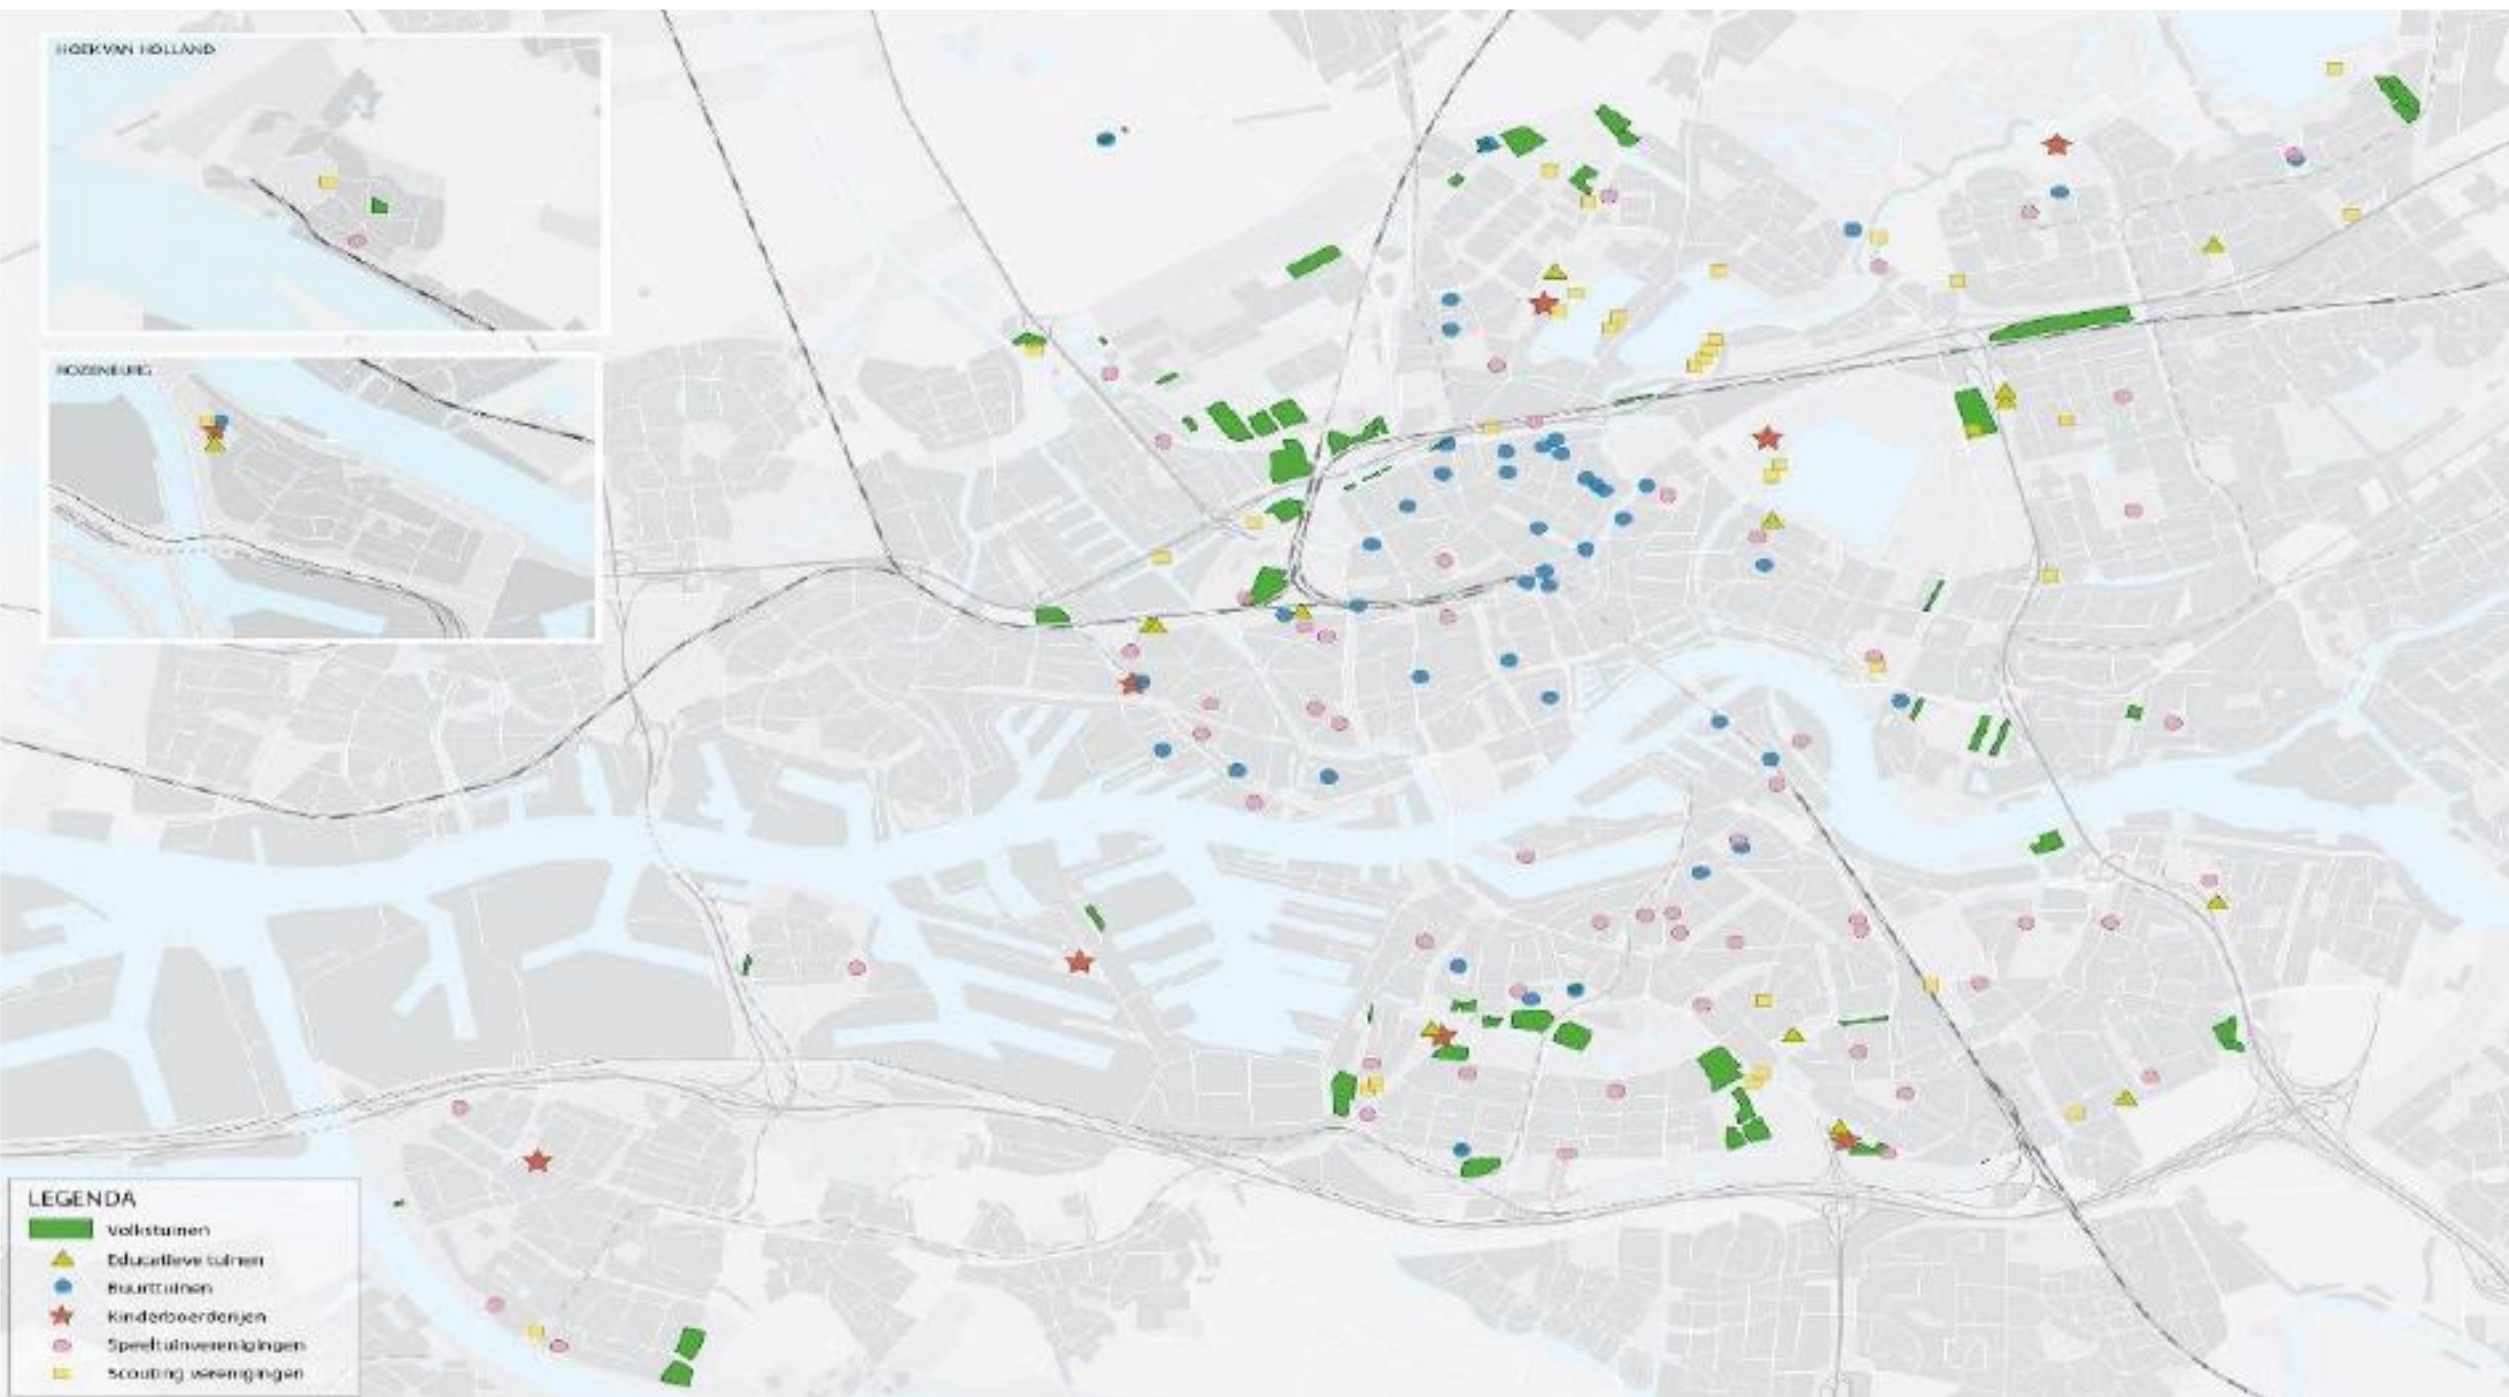 HOEK VAN HOLLAND
ROZENBURG
LEGENDA
Volkstuinen
Educatieve tuinen
Buurttuinen
Kinderboerderijen
Speeltuinverenigingen
Scouting verenigingen